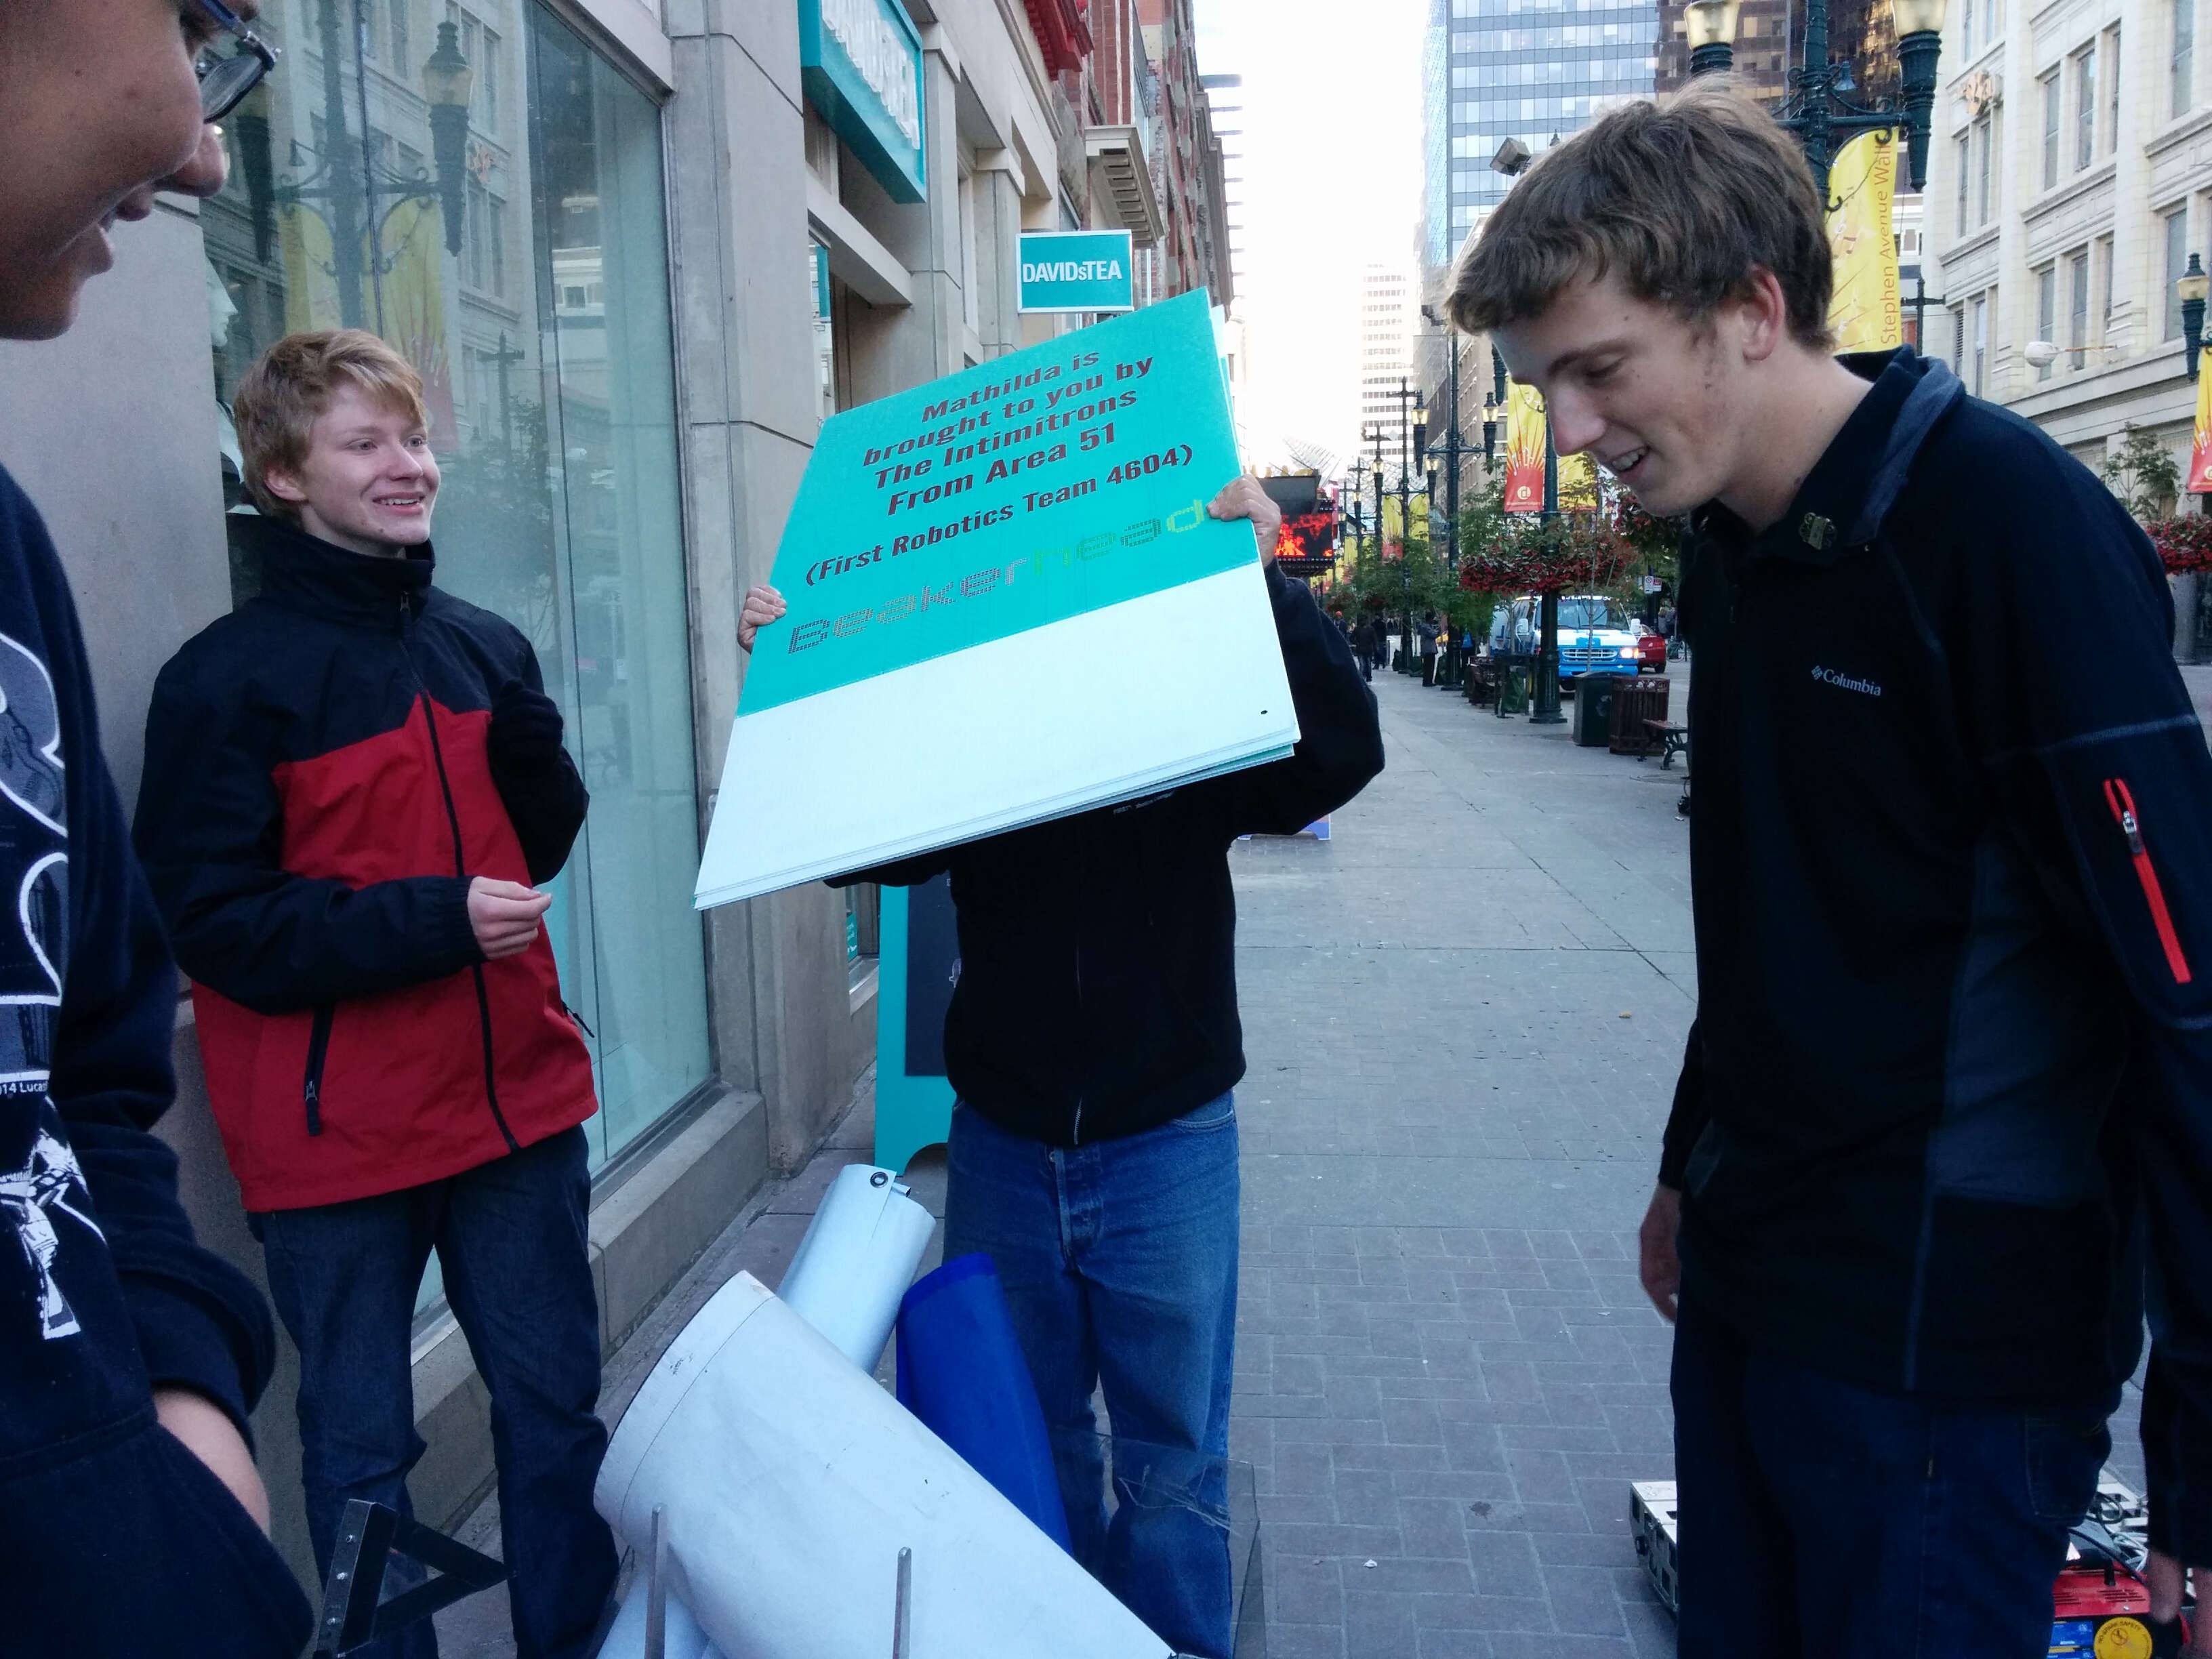 DAVIDsTEA
Stephen Avenue Walk
Mathilda is
brought to you by
The Intimitrons
From Area 51
(First Robotics Team 4604)
Beakerhead
Columbia